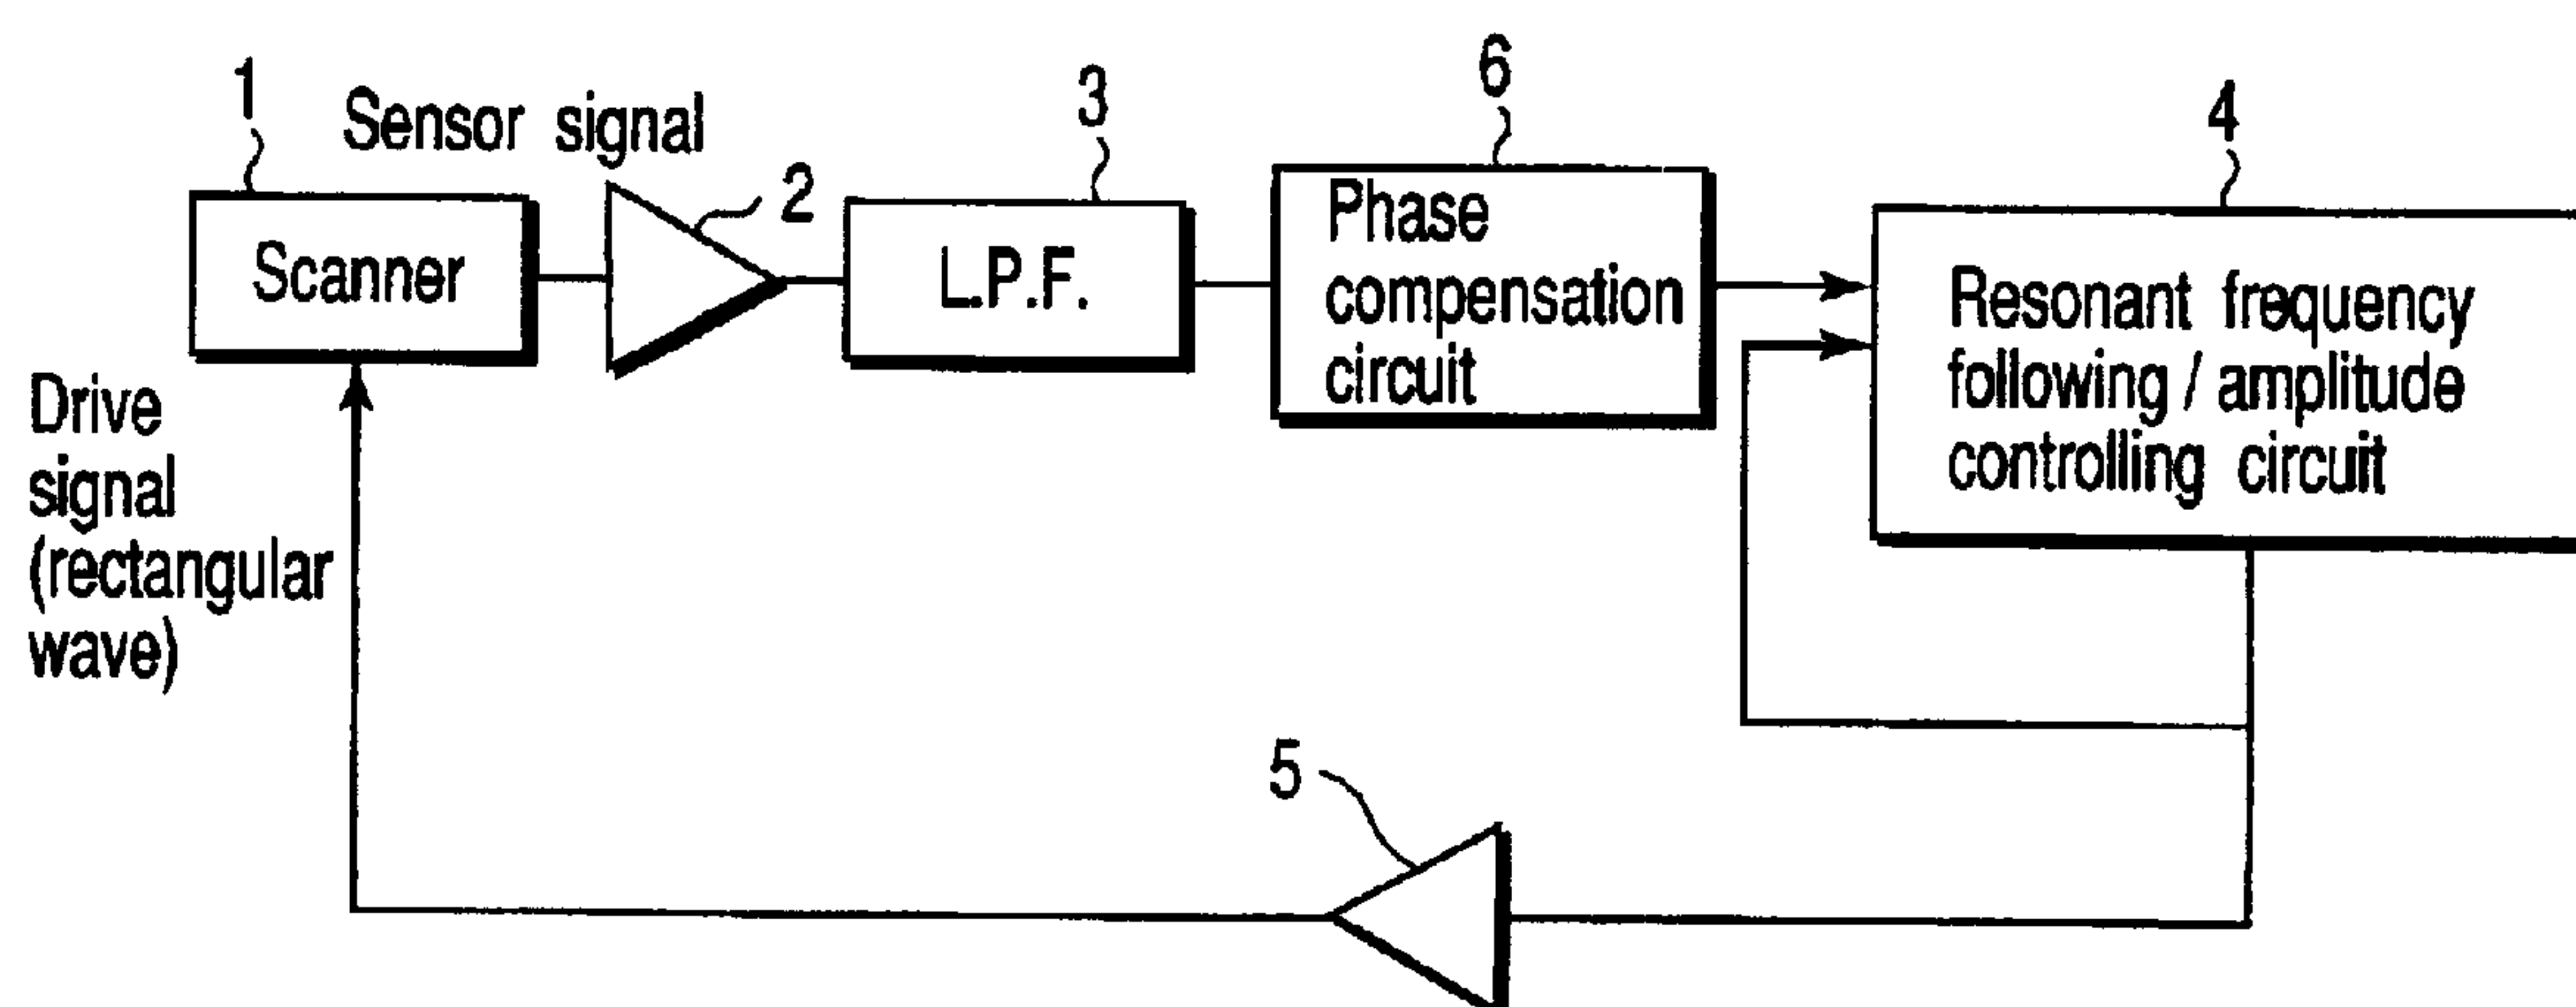 1
Sensor signal
2
3
6
4
Scanner
L.P.F.
Phase
compensation
circuit
Resonant frequency
following / amplitude
controlling circuit
Drive
signal
(rectangular
wave)
5